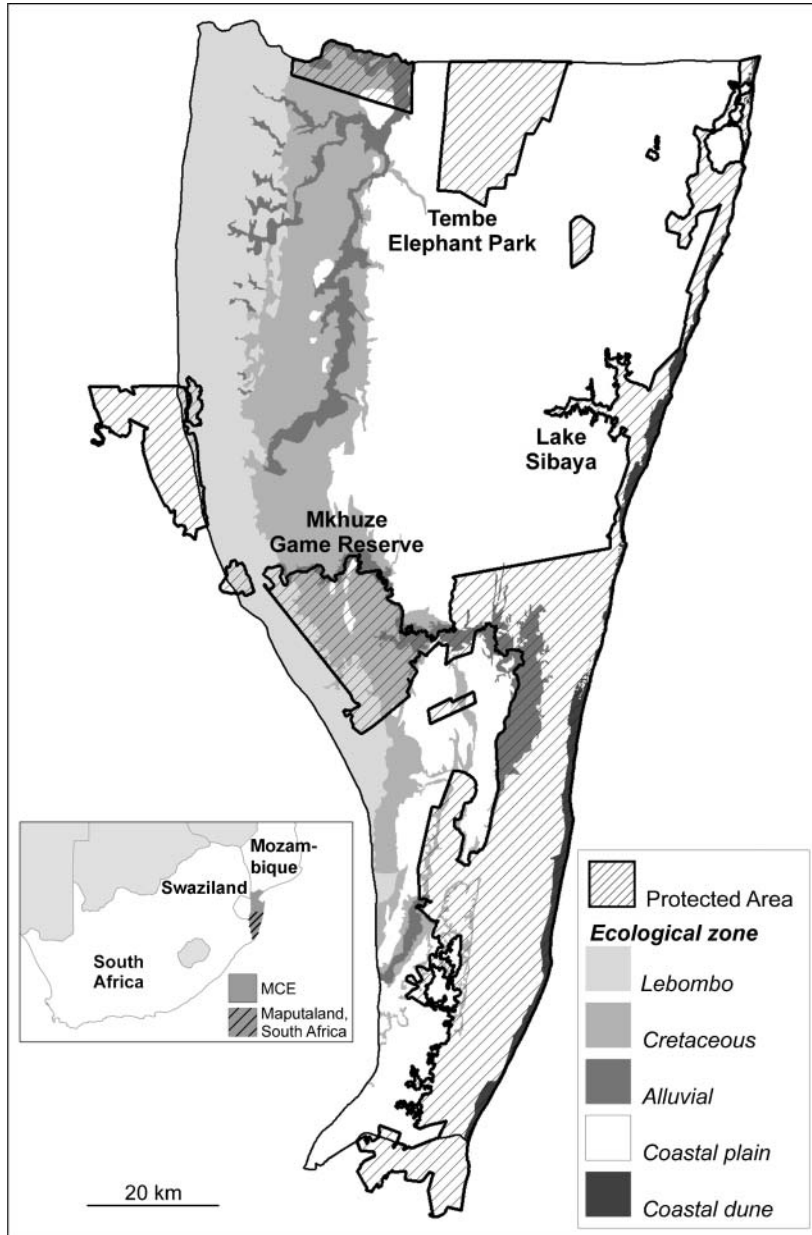 Tembe
Elephant Park
Lake
Sibaya
Mkhuze
Game Reserve
Mozam-
bique
Swaziland
South
Africa
MCE
Maputaland,
South Africa
20 km
Protected Area
Ecological zone
Lebombo
Cretaceous
Alluvial
Coastal plain
Coastal dune